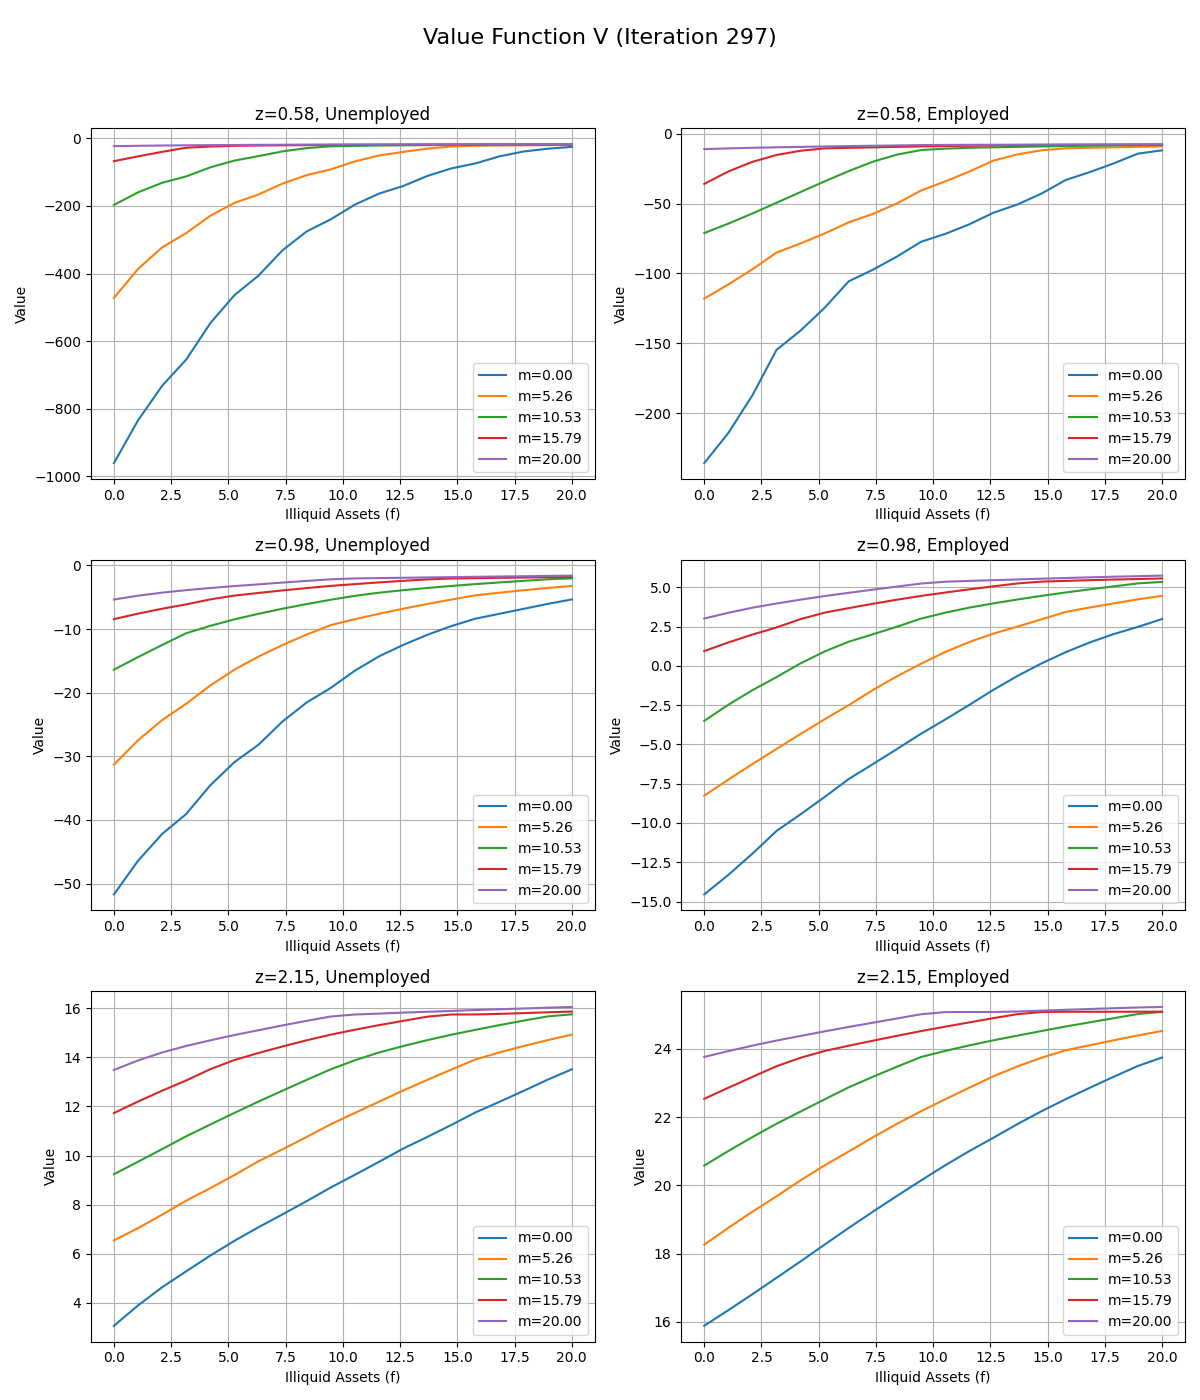 Value Function V (Iteration 297)
z=0.58, Unemployed
0
−200
−400
−600
−800
−1000
Value
0.0 2.5 5.0 7.5 10.0 12.5 15.0 17.5 20.0
Illiquid Assets (f)
m=0.00
m=5.26
m=10.53
m=15.79
m=20.00
z=0.58, Employed
0
−50
−100
−150
−200
Value
0.0 2.5 5.0 7.5 10.0 12.5 15.0 17.5 20.0
Illiquid Assets (f)
m=0.00
m=5.26
m=10.53
m=15.79
m=20.00
z=0.98, Unemployed
0
−10
−20
−30
−40
−50
Value
0.0 2.5 5.0 7.5 10.0 12.5 15.0 17.5 20.0
Illiquid Assets (f)
m=0.00
m=5.26
m=10.53
m=15.79
m=20.00
z=0.98, Employed
5.0
2.5
0.0
−2.5
−5.0
−7.5
−10.0
−12.5
−15.0
Value
0.0 2.5 5.0 7.5 10.0 12.5 15.0 17.5 20.0
Illiquid Assets (f)
m=0.00
m=5.26
m=10.53
m=15.79
m=20.00
z=2.15, Unemployed
16
14
12
10
8
6
4
Value
0.0 2.5 5.0 7.5 10.0 12.5 15.0 17.5 20.0
Illiquid Assets (f)
m=0.00
m=5.26
m=10.53
m=15.79
m=20.00
z=2.15, Employed
24
22
20
18
16
Value
0.0 2.5 5.0 7.5 10.0 12.5 15.0 17.5 20.0
Illiquid Assets (f)
m=0.00
m=5.26
m=10.53
m=15.79
m=20.00